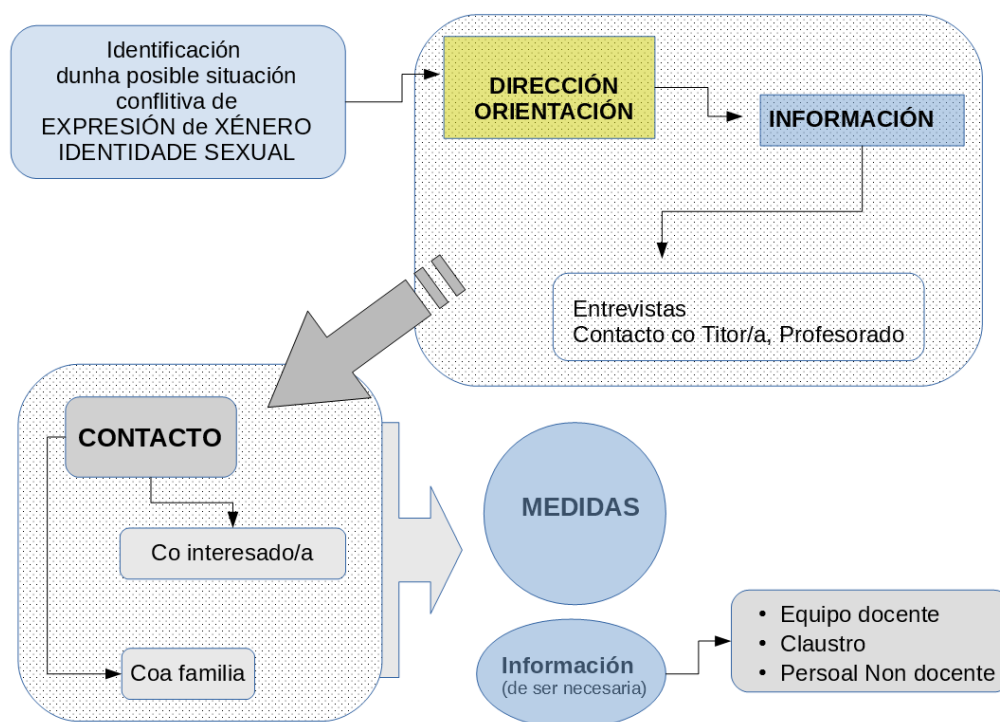 Identificación
dunha posible situación
conflitiva de
EXPRESIÓN de XÉNERO
IDENTIDADE SEXUAL
DIRECCIÓN
ORIENTACIÓN
INFORMACIÓN
Entrevistas
Contacto co Titor/a, Profesorado
CONTACTO
Co interesado/a
Coa familia
MEDIDAS
Información
(de ser necesaria)
• Equipo docente
• Claustro
• Persoal Non docente